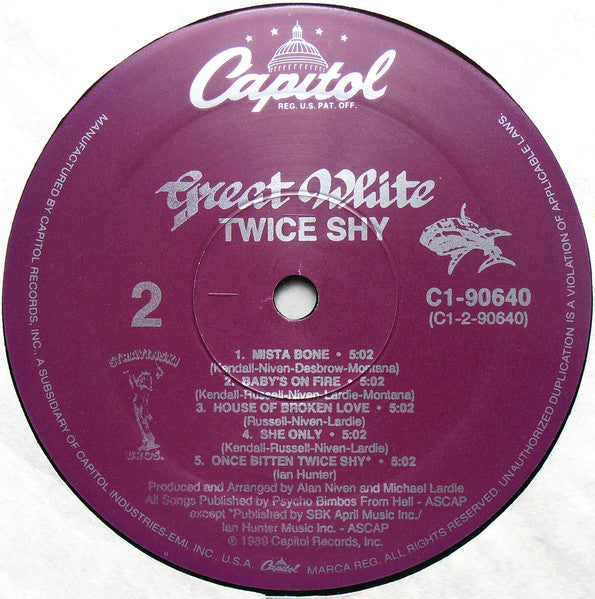 Capitol
REG. U.S. PAT. OFF.
Great White
TWICE SHY
2
C1-90640
(C1-2-90640)
STRAVINSKI
BROS.
1. MISTA BONE • 5:02
(Kendall-Niven-Desbrow-Montana)
2. BABY'S ON FIRE • 5:02
(Kendall-Russell-Niven-Lardie-Montana)
3. HOUSE OF BROKEN LOVE • 5:02
(Russell-Niven-Lardie)
4. SHE ONLY • 5:02
(Kendall-Russell-Niven-Lardie)
5. ONCE BITTEN TWICE SHY* • 5:02
(Ian Hunter)
Produced and Arranged by Alan Niven and Michael Lardie
All Songs Published by Psycho Bimbos From Hell - ASCAP
except *Published by SBK April Music Inc./
Ian Hunter Music Inc. - ASCAP
℗ 1989 Capitol Records, Inc.
MANUFACTURED BY CAPITOL RECORDS, INC., A SUBSIDIARY OF CAPITOL INDUSTRIES-EMI, INC., U.S.A. Capitol MARCA REG. ALL RIGHTS RESERVED. UNAUTHORIZED DUPLICATION IS A VIOLATION OF APPLICABLE LAWS.